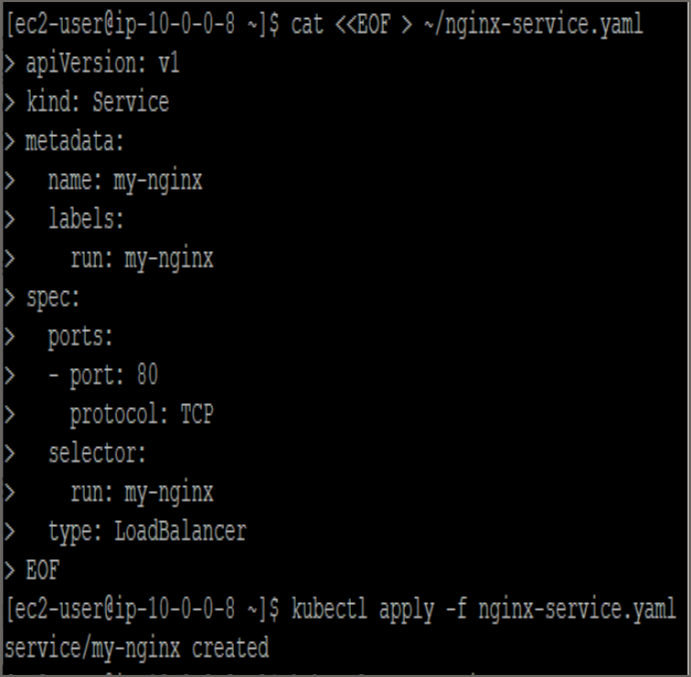 [ec2-user@ip-10-0-0-8 ~]$ cat <<EOF > ~/nginx-service.yaml
> apiVersion: v1
> kind: Service
> metadata:
>   name: my-nginx
>   labels:
>     run: my-nginx
> spec:
>   ports:
>   - port: 80
>     protocol: TCP
>   selector:
>     run: my-nginx
>   type: LoadBalancer
> EOF
[ec2-user@ip-10-0-0-8 ~]$ kubectl apply -f nginx-service.yaml
service/my-nginx created